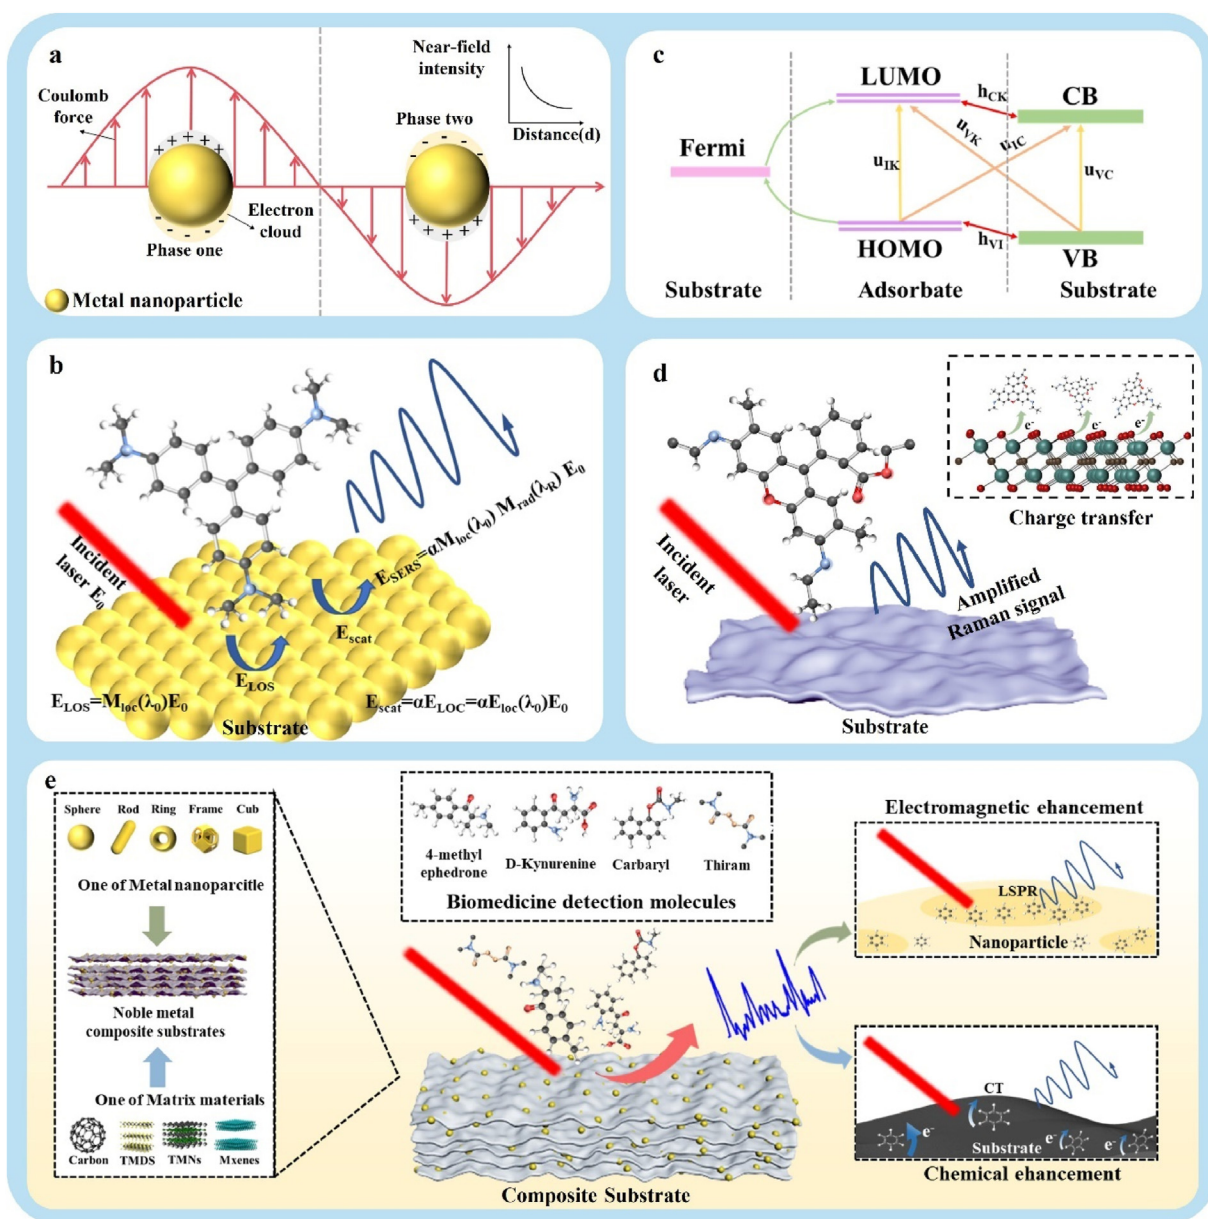 a
Coulomb
force
+ + + + + +
- - - - -
Phase one
Electron
cloud
Metal nanoparticle
Near-field
intensity
Distance(d)
Phase two
- - - - - -
+ + + + + +
c
LUMO
hCK
CB
Fermi
uIK
uVK
uIC
uVC
HOMO
hVI
VB
Substrate
Adsorbate
Substrate
b
Incident
laser E0
ESERS=αMloc(λ0) Mrad(λR) E0
Escat
ELOS
ELOS=Mloc(λ0)E0
Escat=αELOC=αEloc(λ0)E0
Substrate
d
e-
e-
e-
Charge transfer
Incident
laser
Amplified
Raman signal
Substrate
e
Sphere
Rod
Ring
Frame
Cub
One of Metal nanoparcitle
Noble metal
composite substrates
One of Matrix materials
Carbon
TMDS
TMNs
Mxenes
4-methyl
ephedrone
D-Kynurenine
Carbaryl
Thiram
Biomedicine detection molecules
Composite Substrate
Electromagnetic ehancement
LSPR
Nanoparticle
CT
e-
Substrate
e-
e-
Chemical ehancement